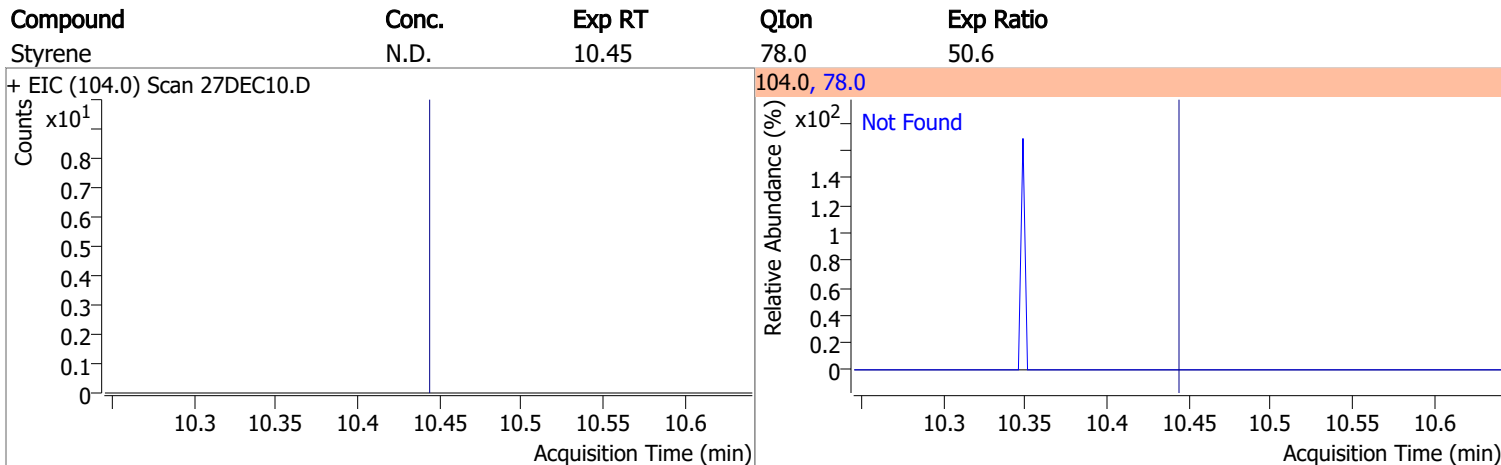 Compound Conc. Exp RT QIon Exp Ratio
Styrene N.D. 10.45 78.0 50.6
+ EIC (104.0) Scan 27DEC10.D
Counts
x10¹
0.8
0.7
0.6
0.5
0.4
0.3
0.2
0.1
0
10.3 10.35 10.4 10.45 10.5 10.55 10.6
Acquisition Time (min)
104.0, 78.0
Relative Abundance (%)
x10²
Not Found
1.4
1.2
1
0.8
0.6
0.4
0.2
0
10.3 10.35 10.4 10.45 10.5 10.55 10.6
Acquisition Time (min)